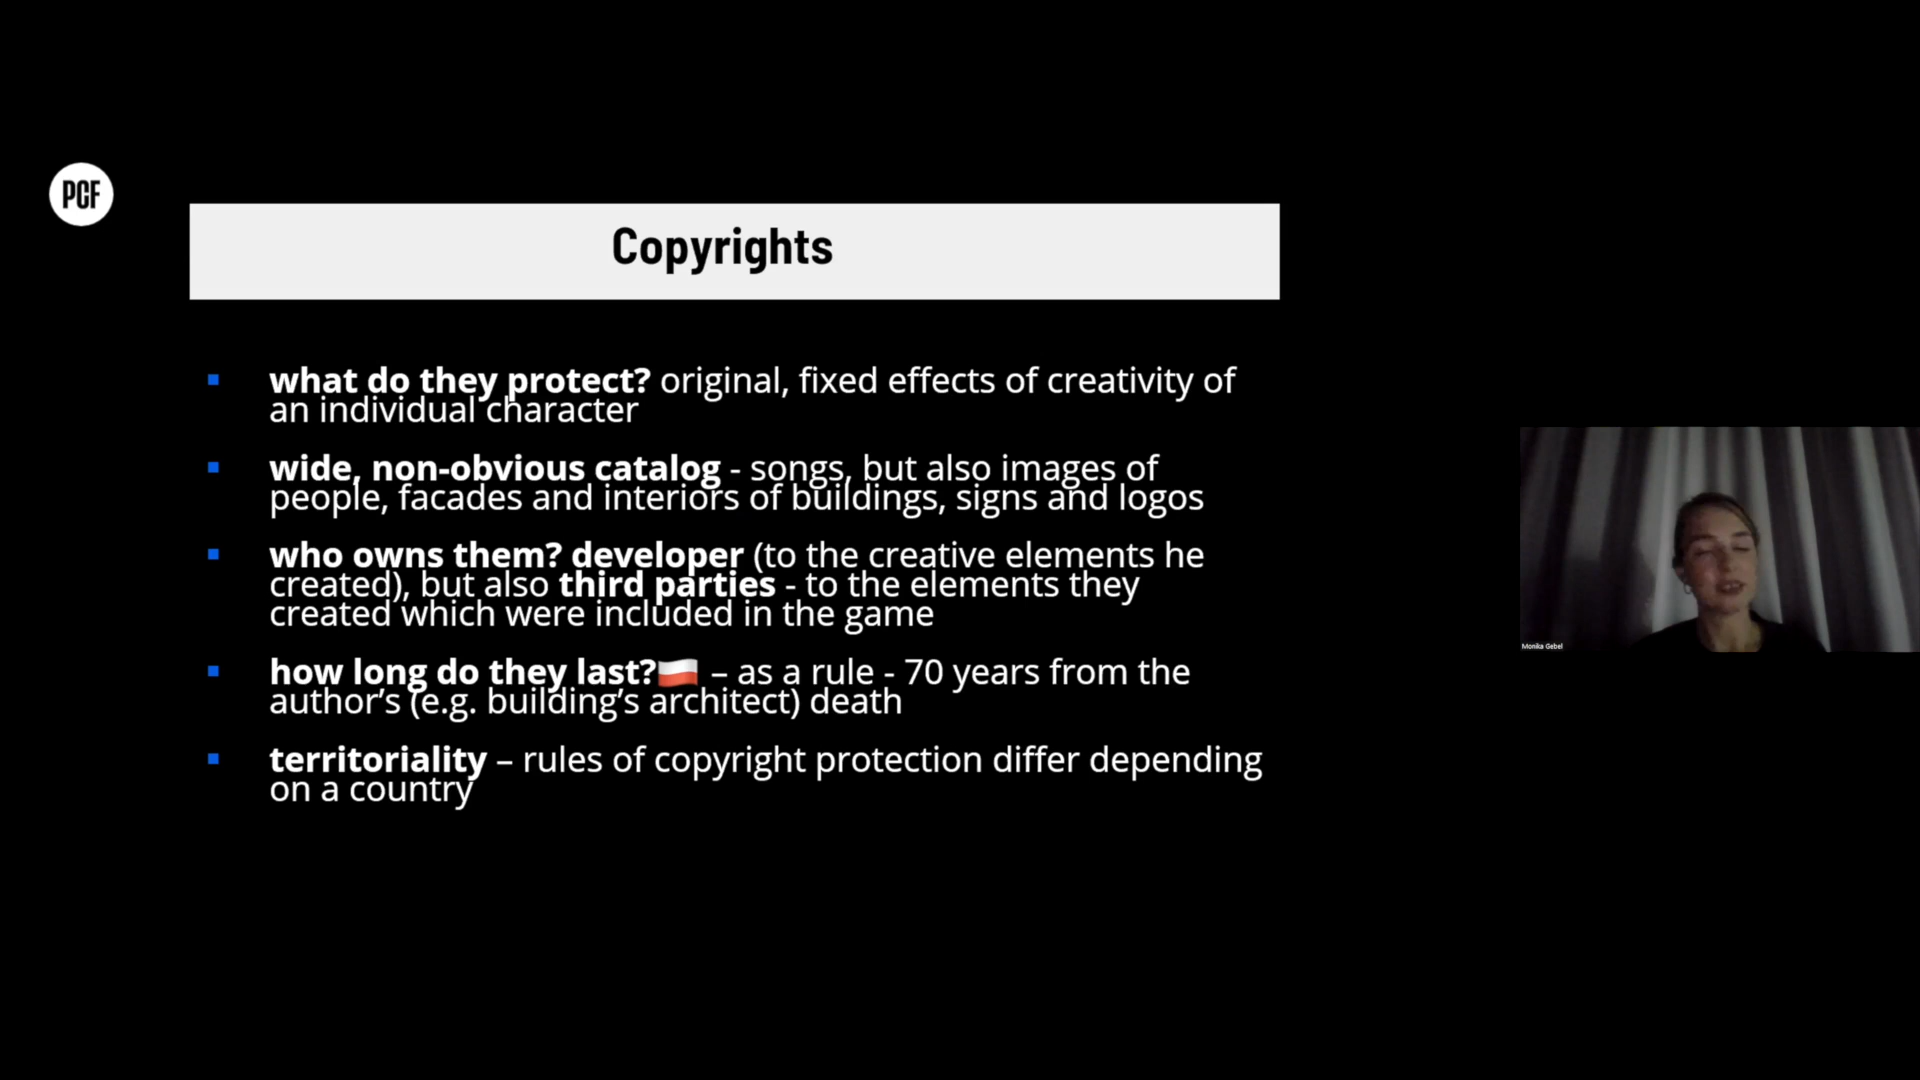 PCF
Copyrights
what do they protect? original, fixed effects of creativity of
an individual character
wide, non-obvious catalog - songs, but also images of
people, facades and interiors of buildings, signs and logos
who owns them? developer (to the creative elements he
created), but also third parties - to the elements they
created which were included in the game
how long do they last?🇵🇱 – as a rule - 70 years from the
author’s (e.g. building’s architect) death
territoriality – rules of copyright protection differ depending
on a country
Monika Gebel